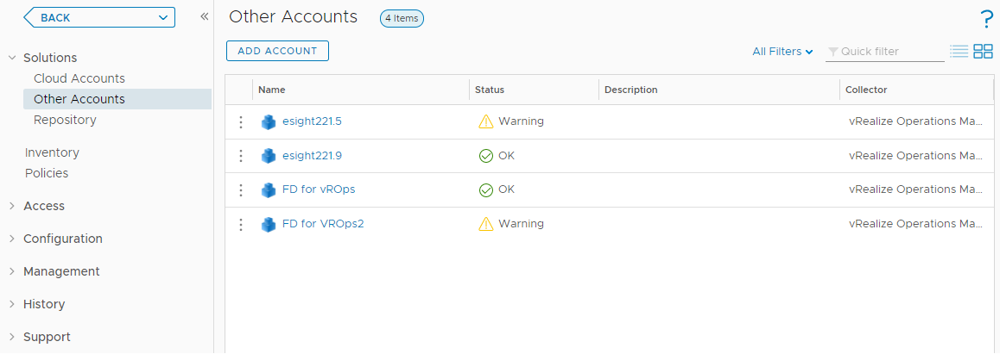 BACK
Solutions
Cloud Accounts
Other Accounts
Repository
Inventory
Policies
Access
Configuration
Management
History
Support
Other Accounts 4 Items
ADD ACCOUNT All Filters Quick filter ?
Name Status Description Collector
esight221.5 Warning vRealize Operations Ma...
esight221.9 OK vRealize Operations Ma...
FD for vROps OK vRealize Operations Ma...
FD for VROps2 Warning vRealize Operations Ma...